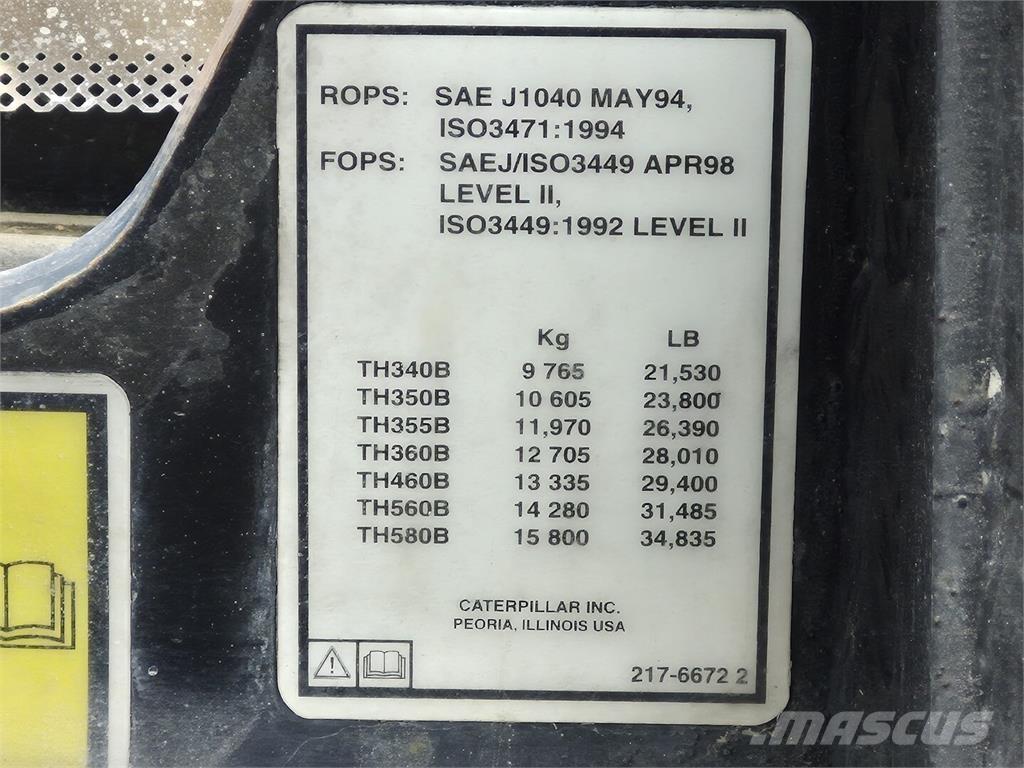 ROPS: SAE J1040 MAY94,
ISO3471:1994
FOPS: SAEJ/ISO3449 APR98
LEVEL II,
ISO3449:1992 LEVEL II
Kg LB
TH340B 9 765 21,530
TH350B 10 605 23,800
TH355B 11,970 26,390
TH360B 12 705 28,010
TH460B 13 335 29,400
TH560B 14 280 31,485
TH580B 15 800 34,835
CATERPILLAR INC.
PEORIA, ILLINOIS USA
217-6672 2
MASCUS